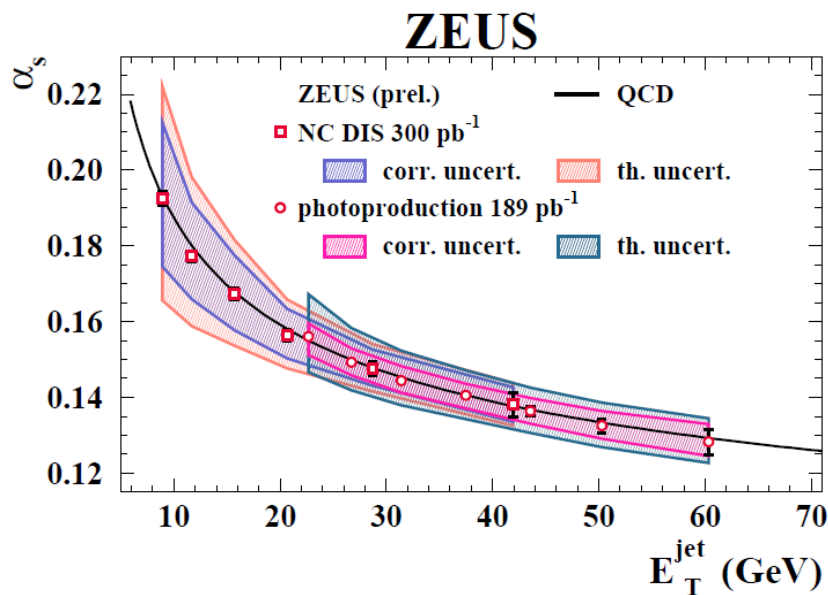 ZEUS
α_s
0.22
0.20
0.18
0.16
0.14
0.12
ZEUS (prel.) QCD
NC DIS 300 pb⁻¹
corr. uncert. th. uncert.
photoproduction 189 pb⁻¹
corr. uncert. th. uncert.
10 20 30 40 50 60 70
E_T^jet (GeV)